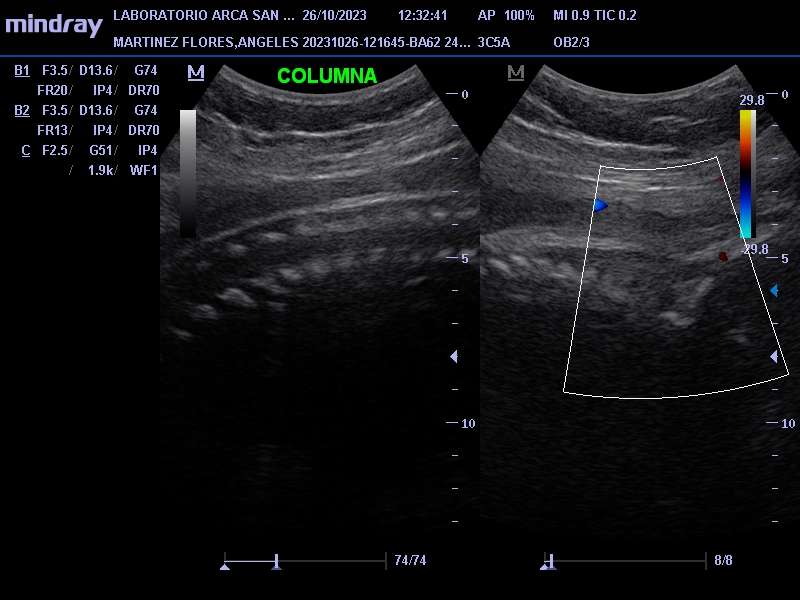 mindray LABORATORIO ARCA SAN ... 26/10/2023 12:32:41 AP 100% MI 0.9 TIC 0.2
MARTINEZ FLORES,ANGELES 20231026-121645-BA62 24... 3C5A OB2/3
B1 F3.5/ D13.6/ G74
FR20/ IP4/ DR70
B2 F3.5/ D13.6/ G74
FR13/ IP4/ DR70
C F2.5/ G51/ IP4
/ 1.9k/ WF1
M COLUMNA M
0 0
29.8
-29.8
5 5
10 10
74/74 8/8